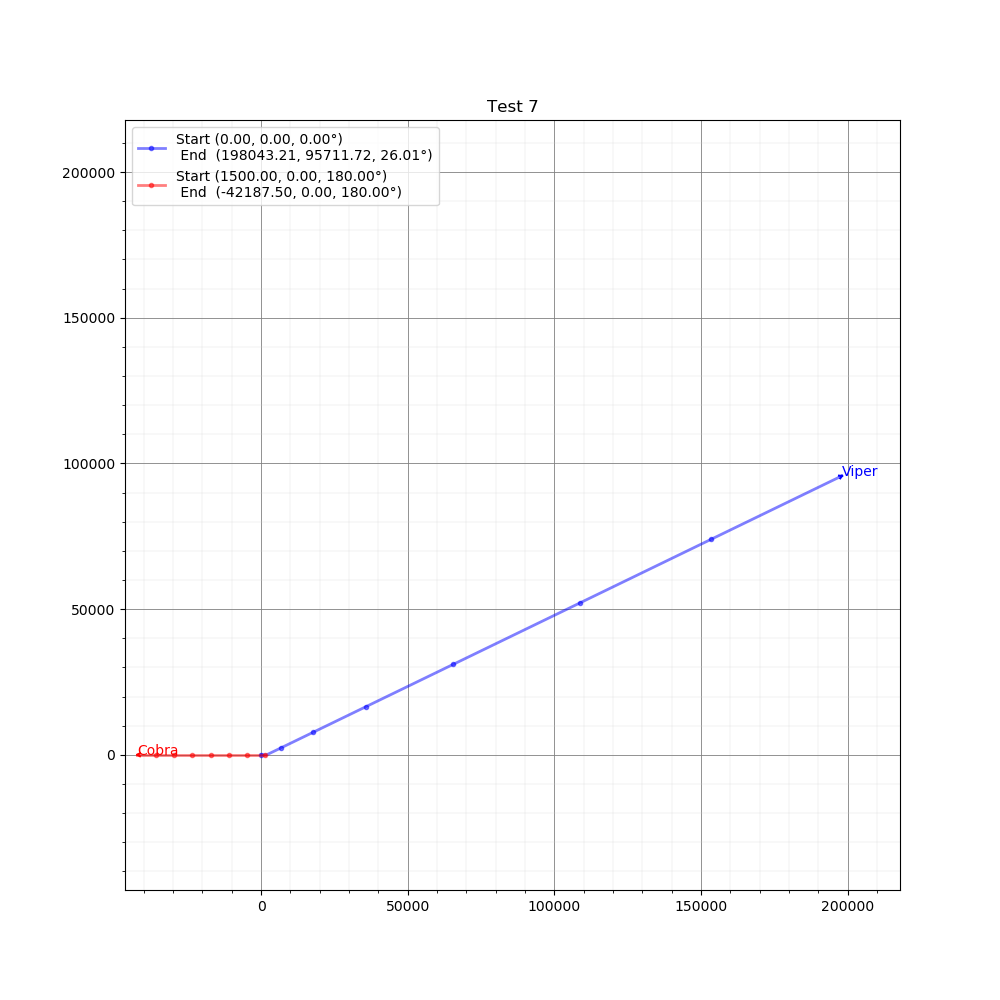 Test 7
Start (0.00, 0.00, 0.00°)
End (198043.21, 95711.72, 26.01°)
Start (1500.00, 0.00, 180.00°)
End (-42187.50, 0.00, 180.00°)
200000
150000
100000
Viper
50000
Cobra
0
0 50000 100000 150000 200000